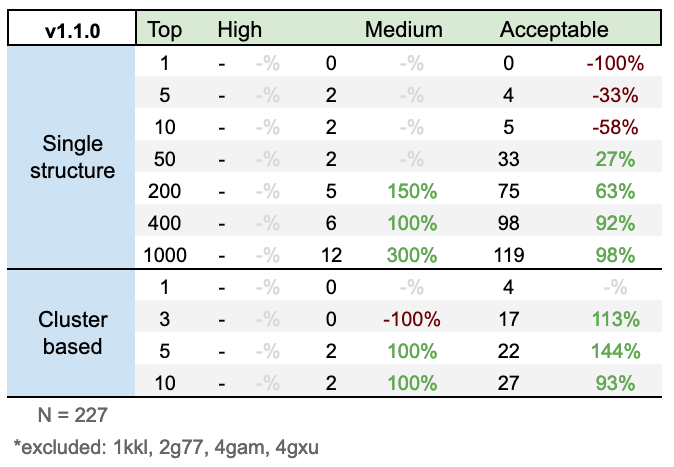 v1.1.0 Top High Medium Acceptable
1 - -% 0 -% 0 -100%
5 - -% 2 -% 4 -33%
10 - -% 2 -% 5 -58%
Single structure
50 - -% 2 -% 33 27%
200 - -% 5 150% 75 63%
400 - -% 6 100% 98 92%
1000 - -% 12 300% 119 98%
1 - -% 0 -% 4 -%
Cluster based
3 - -% 0 -100% 17 113%
5 - -% 2 100% 22 144%
10 - -% 2 100% 27 93%
N = 227
*excluded: 1kkl, 2g77, 4gam, 4gxu